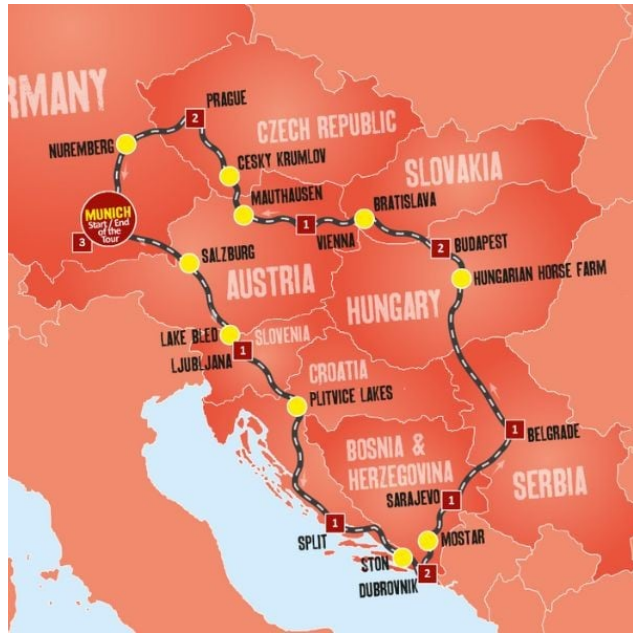 RMANY
PRAGUE
2
CZECH REPUBLIC
NUREMBERG
CESKY KRUMLOV
SLOVAKIA
MAUTHAUSEN
BRATISLAVA
MUNICH
Start / End
of the
Tour
3
1
VIENNA
2
BUDAPEST
SALZBURG
HUNGARIAN HORSE FARM
AUSTRIA
HUNGARY
LAKE BLED
SLOVENIA
LJUBLJANA
1
CROATIA
PLITVICE LAKES
1
BELGRADE
BOSNIA &
HERZEGOVINA
SERBIA
SARAJEVO
1
1
SPLIT
MOSTAR
STON
DUBROVNIK
2